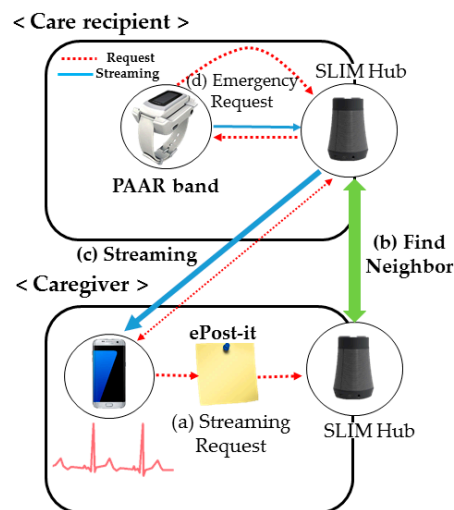 < Care recipient >
Request
Streaming
(d) Emergency
Request
SLIM Hub
PAAR band
(c) Streaming
(b) Find
Neighbor
< Caregiver >
ePost-it
(a) Streaming
Request
SLIM Hub